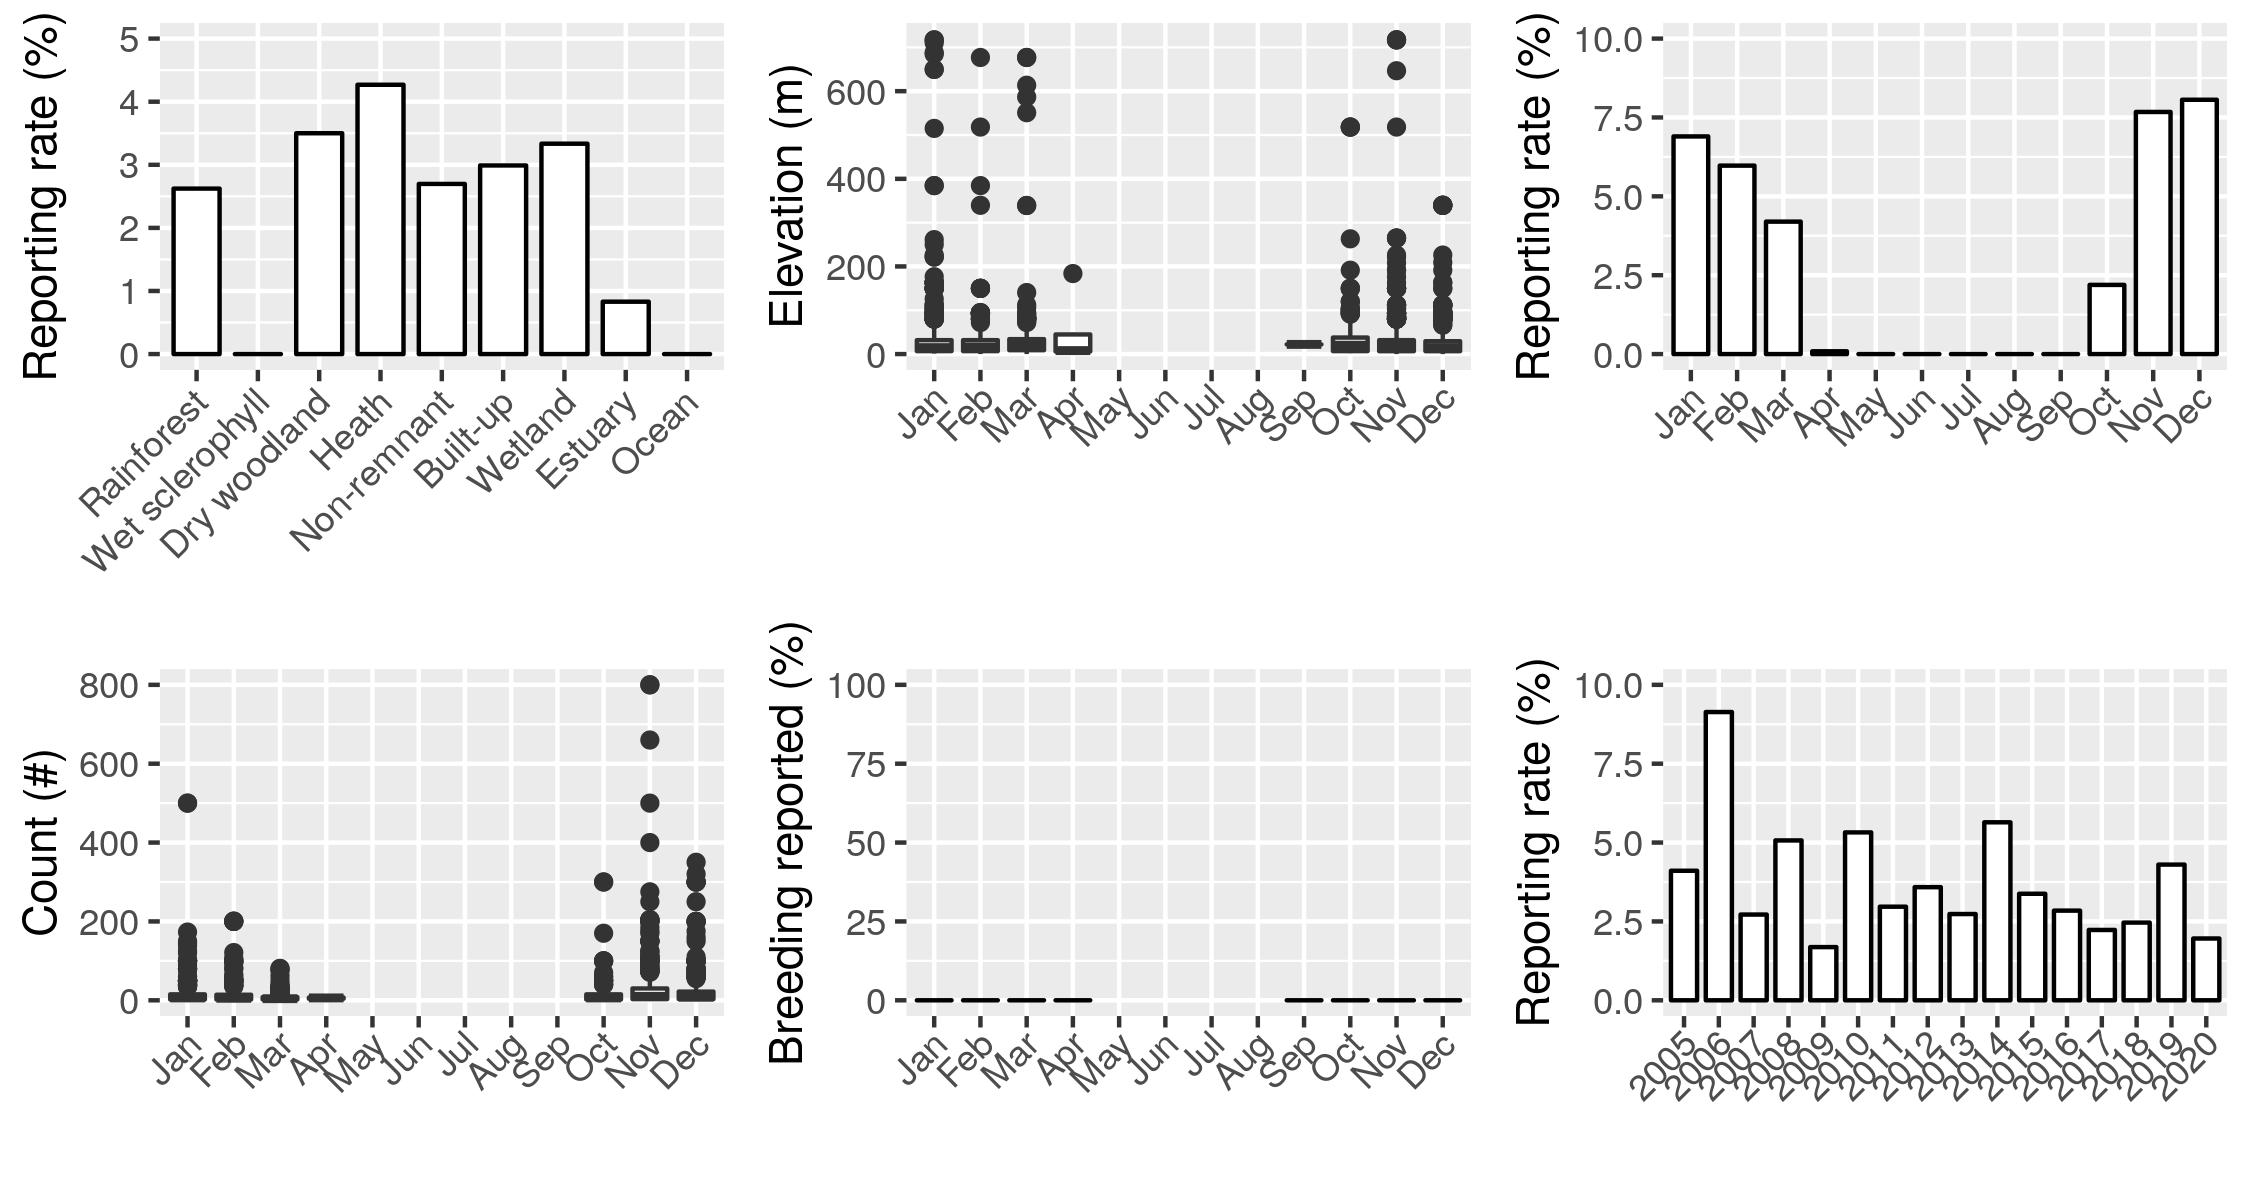 Reporting rate (%)
5
4
3
2
1
0
Rainforest
Wet sclerophyll
Dry woodland
Heath
Non-remnant
Built-up
Wetland
Estuary
Ocean
Elevation (m)
600
400
200
0
Jan
Feb
Mar
Apr
May
Jun
Jul
Aug
Sep
Oct
Nov
Dec
Reporting rate (%)
10.0
7.5
5.0
2.5
0.0
Jan
Feb
Mar
Apr
May
Jun
Jul
Aug
Sep
Oct
Nov
Dec
Count (#)
800
600
400
200
0
Jan
Feb
Mar
Apr
May
Jun
Jul
Aug
Sep
Oct
Nov
Dec
Breeding reported (%)
100
75
50
25
0
Jan
Feb
Mar
Apr
May
Jun
Jul
Aug
Sep
Oct
Nov
Dec
Reporting rate (%)
10.0
7.5
5.0
2.5
0.0
2005
2006
2007
2008
2009
2010
2011
2012
2013
2014
2015
2016
2017
2018
2019
2020